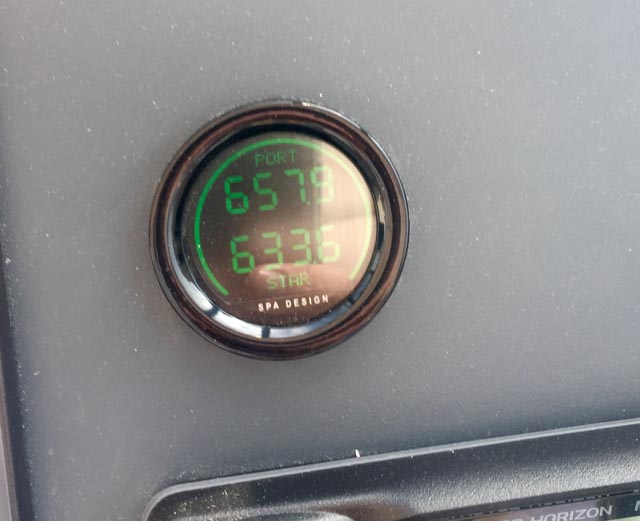 PORT
657.9
633.6
STAR
SPA DESIGN
HORIZON